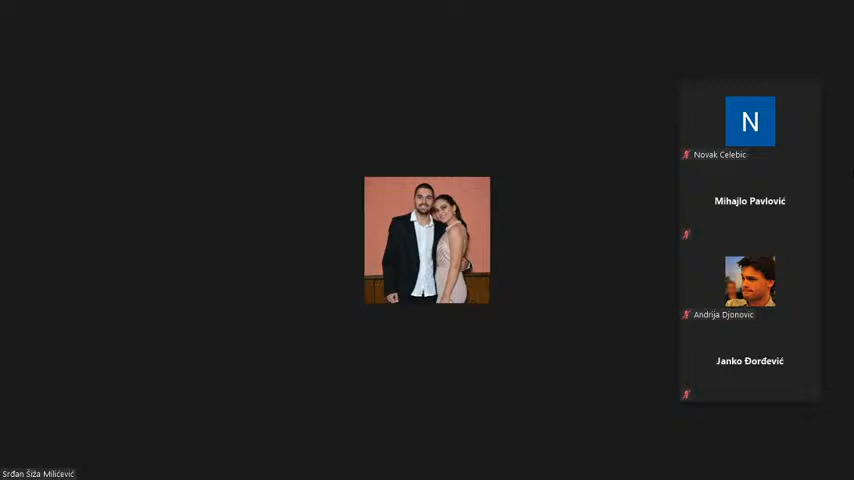 N
Novak Celebic
Mihajlo Pavlović
Andrija Djonovic
Janko Đorđević
Srđan Šiža Milićević